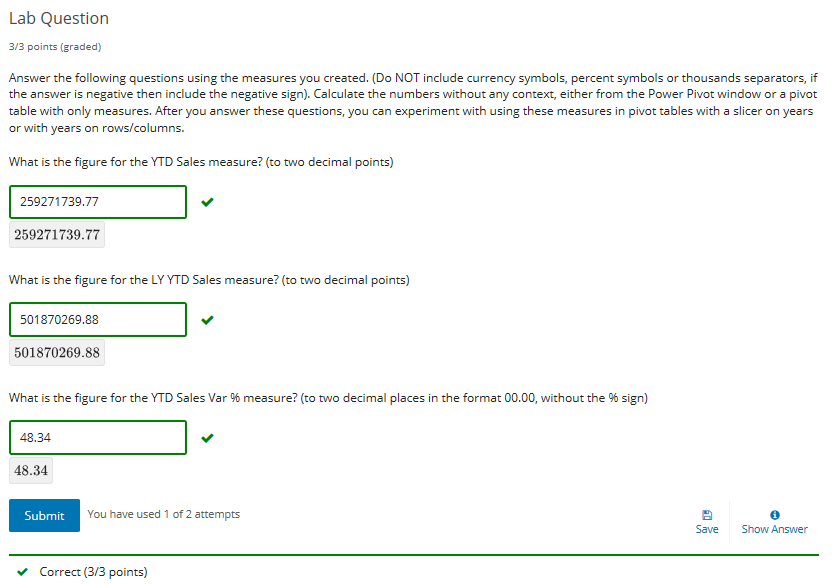 Lab Question
3/3 points (graded)
Answer the following questions using the measures you created. (Do NOT include currency symbols, percent symbols or thousands separators, if
the answer is negative then include the negative sign). Calculate the numbers without any context, either from the Power Pivot window or a pivot
table with only measures. After you answer these questions, you can experiment with using these measures in pivot tables with a slicer on years
or with years on rows/columns.
What is the figure for the YTD Sales measure? (to two decimal points)
259271739.77
259271739.77
What is the figure for the LY YTD Sales measure? (to two decimal points)
501870269.88
501870269.88
What is the figure for the YTD Sales Var % measure? (to two decimal places in the format 00.00, without the % sign)
48.34
48.34
Submit You have used 1 of 2 attempts
Save Show Answer
Correct (3/3 points)